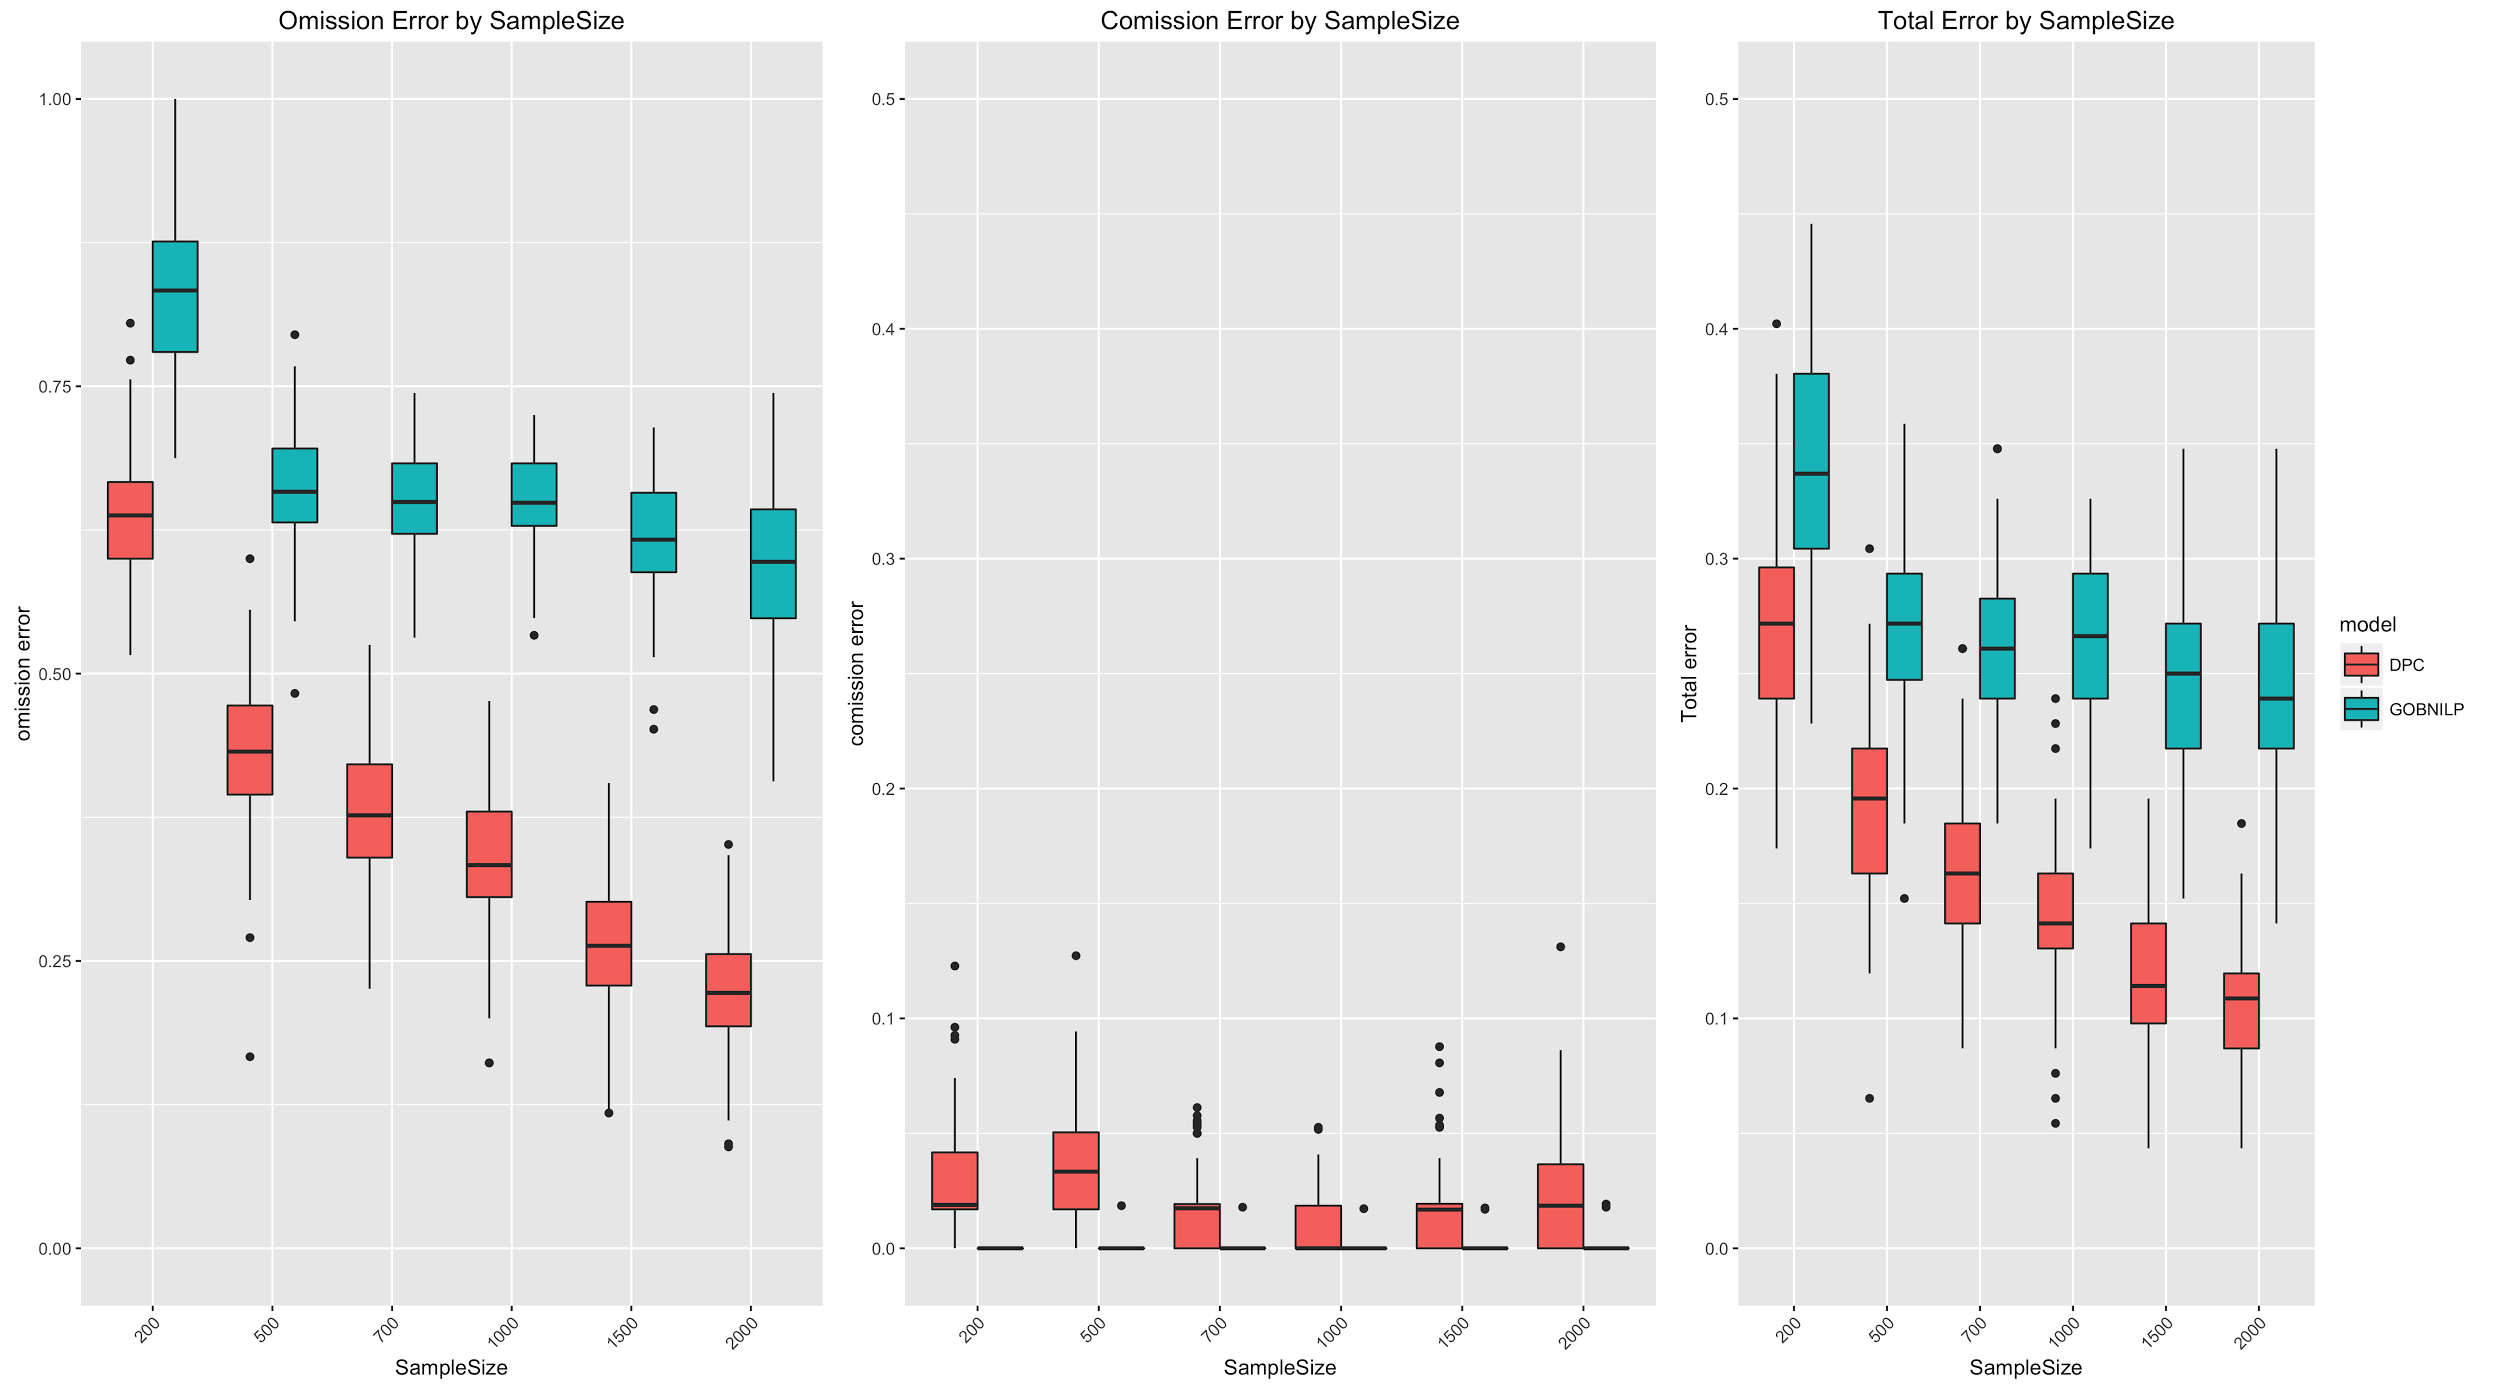 Omission Error by SampleSize
omission error
1.00
0.75
0.50
0.25
0.00
200
500
700
1000
1500
2000
SampleSize
Comission Error by SampleSize
comission error
0.5
0.4
0.3
0.2
0.1
0.0
200
500
700
1000
1500
2000
SampleSize
Total Error by SampleSize
Total error
0.5
0.4
0.3
0.2
0.1
0.0
200
500
700
1000
1500
2000
SampleSize
model
DPC
GOBNILP